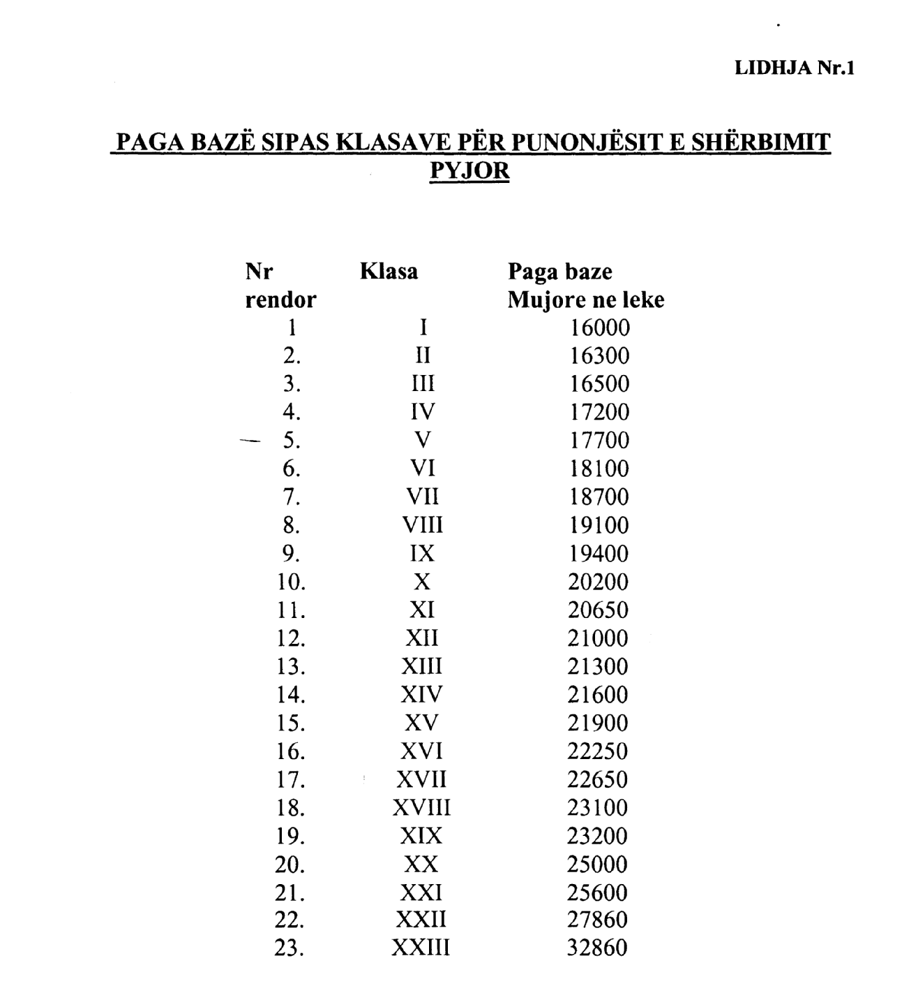 LIDHJA Nr.1
PAGA BAZË SIPAS KLASAVE PËR PUNONJËSIT E SHËRBIMIT
PYJOR
Nr Klasa Paga baze
rendor Mujore ne leke
1 I 16000
2. II 16300
3. III 16500
4. IV 17200
5. V 17700
6. VI 18100
7. VII 18700
8. VIII 19100
9. IX 19400
10. X 20200
11. XI 20650
12. XII 21000
13. XIII 21300
14. XIV 21600
15. XV 21900
16. XVI 22250
17. XVII 22650
18. XVIII 23100
19. XIX 23200
20. XX 25000
21. XXI 25600
22. XXII 27860
23. XXIII 32860